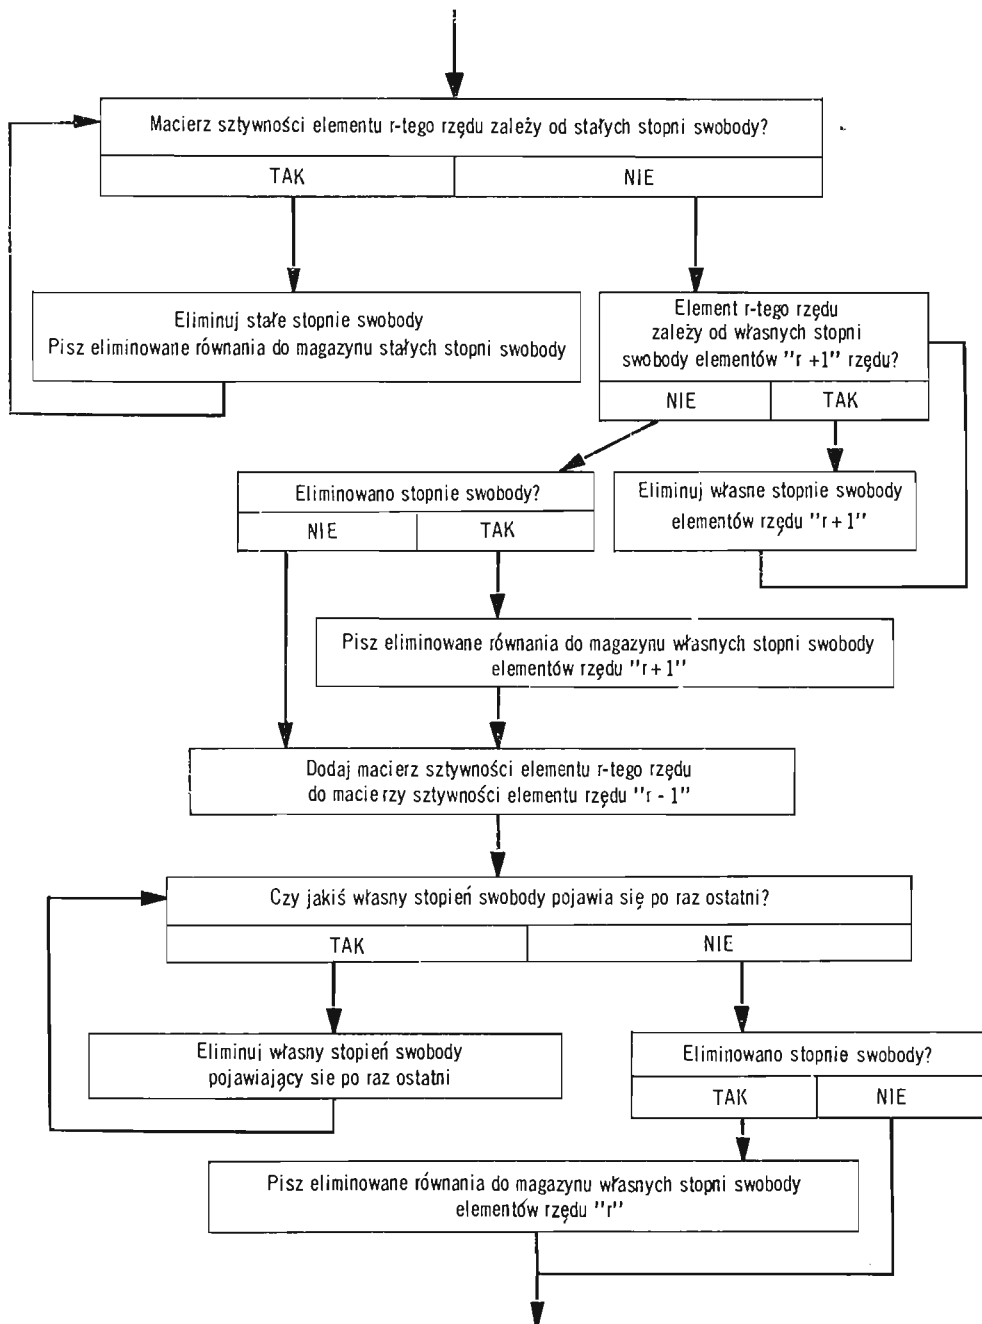 Macierz sztywności elementu r-tego rzędu zależy od stałych stopni swobody?
TAK
NIE
Eliminuj stałe stopnie swobody
Pisz eliminowane równania do magazynu stałych stopni swobody
Element r-tego rzędu
zależy od własnych stopni
swobody elementów "r +1" rzędu?
NIE
TAK
Eliminowano stopnie swobody?
NIE
TAK
Eliminuj własne stopnie swobody
elementów rzędu "r + 1"
Pisz eliminowane równania do magazynu własnych stopni swobody
elementów rzędu "r + 1"
Dodaj macierz sztywności elementu r-tego rzędu
do macierzy sztywności elementu rzędu "r - 1"
Czy jakiś własny stopień swobody pojawia się po raz ostatni?
TAK
NIE
Eliminuj własny stopień swobody
pojawiający sie po raz ostatni
Eliminowano stopnie swobody?
TAK
NIE
Pisz eliminowane równania do magazynu własnych stopni swobody
elementów rzędu "r"